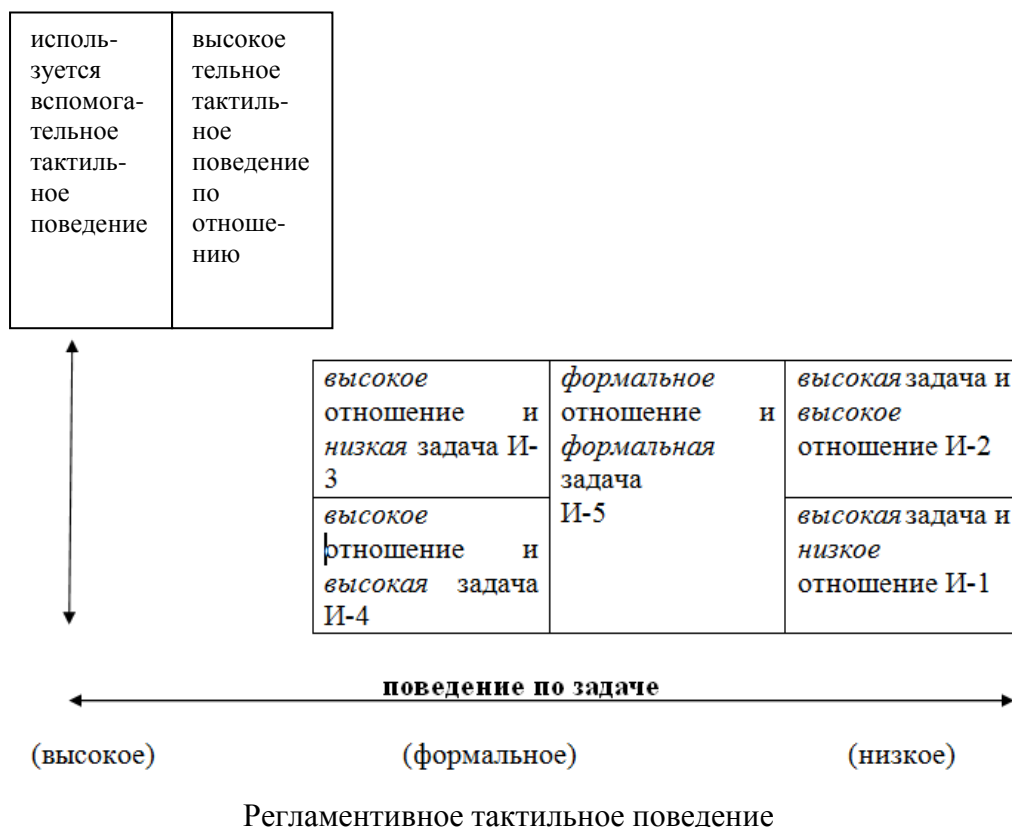 исполь-
зуется
вспомога-
тельное
тактиль-
ное
поведение
высокое
тельное
тактиль-
ное
поведение
по
отноше-
нию
высокое
отношение и
низкая задача И-
3
формальное
отношение и
формальная
задача
И-5
высокая задача и
высокое
отношение И-2
высокое
отношение и
высокая задача
И-4
высокая задача и
низкое
отношение И-1
поведение по задаче
(высокое) (формальное) (низкое)
Регламентивное тактильное поведение